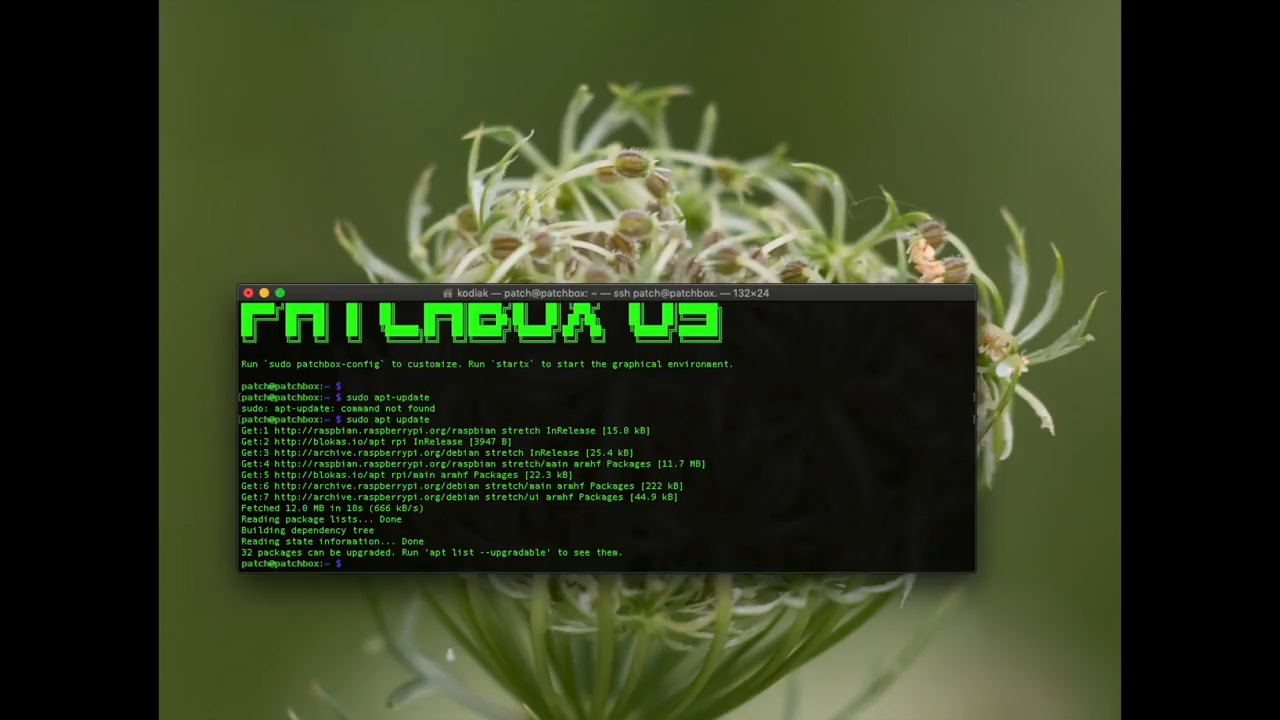 kodiak — patch@patchbox: ~ — ssh patch@patchbox. — 132×24
PATCHBOX OS
Run `sudo patchbox-config` to customize. Run `startx` to start the graphical environment.
patch@patchbox:~ $
patch@patchbox:~ $ sudo apt-update
sudo: apt-update: command not found
patch@patchbox:~ $ sudo apt update
Get:1 http://raspbian.raspberrypi.org/raspbian stretch InRelease [15.0 kB]
Get:2 http://blokas.io/apt rpi InRelease [3947 B]
Get:3 http://archive.raspberrypi.org/debian stretch InRelease [25.4 kB]
Get:4 http://raspbian.raspberrypi.org/raspbian stretch/main armhf Packages [11.7 MB]
Get:5 http://blokas.io/apt rpi/main armhf Packages [22.3 kB]
Get:6 http://archive.raspberrypi.org/debian stretch/main armhf Packages [222 kB]
Get:7 http://archive.raspberrypi.org/debian stretch/ui armhf Packages [44.9 kB]
Fetched 12.0 MB in 18s (666 kB/s)
Reading package lists... Done
Building dependency tree
Reading state information... Done
32 packages can be upgraded. Run 'apt list --upgradable' to see them.
patch@patchbox:~ $